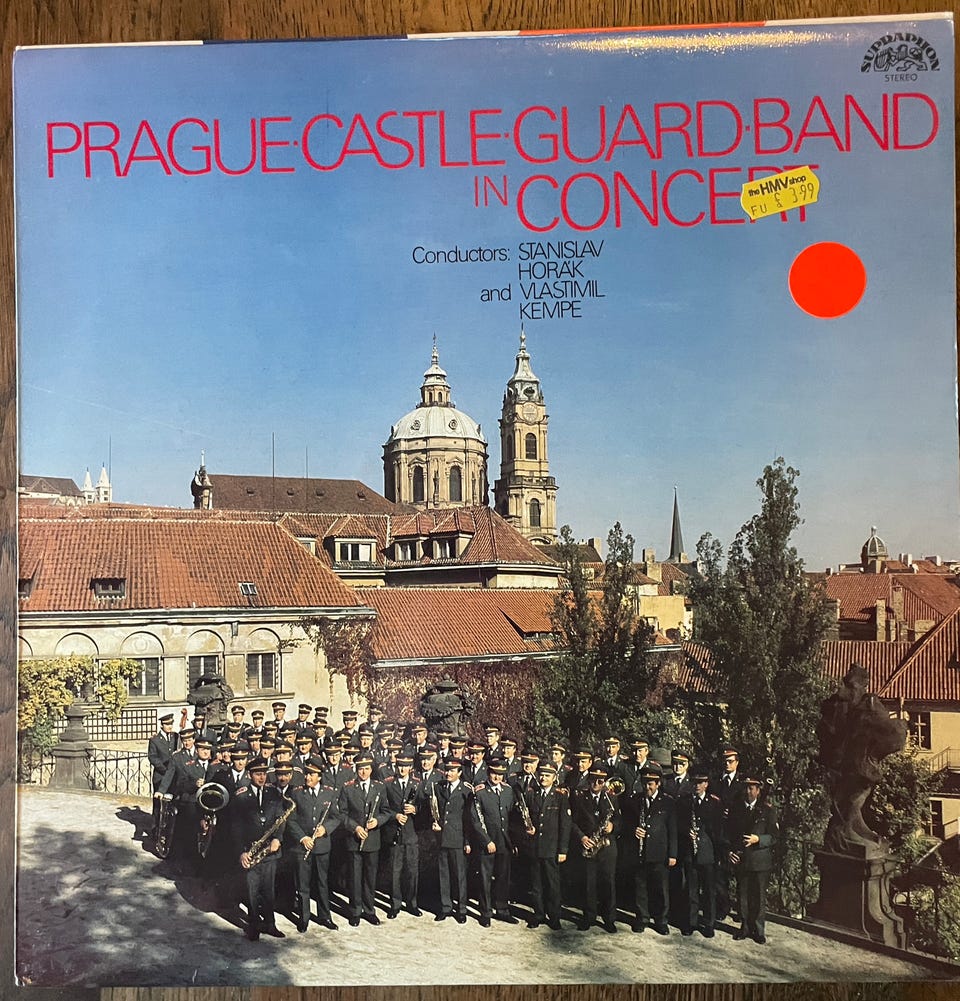 SUPRAPHON
STEREO
PRAGUE·CASTLE·GUARD·BAND
IN CONCERT
the HMV shop
FU £ 3.99
Conductors: STANISLAV
HORÁK
and VLASTIMIL
KEMPE